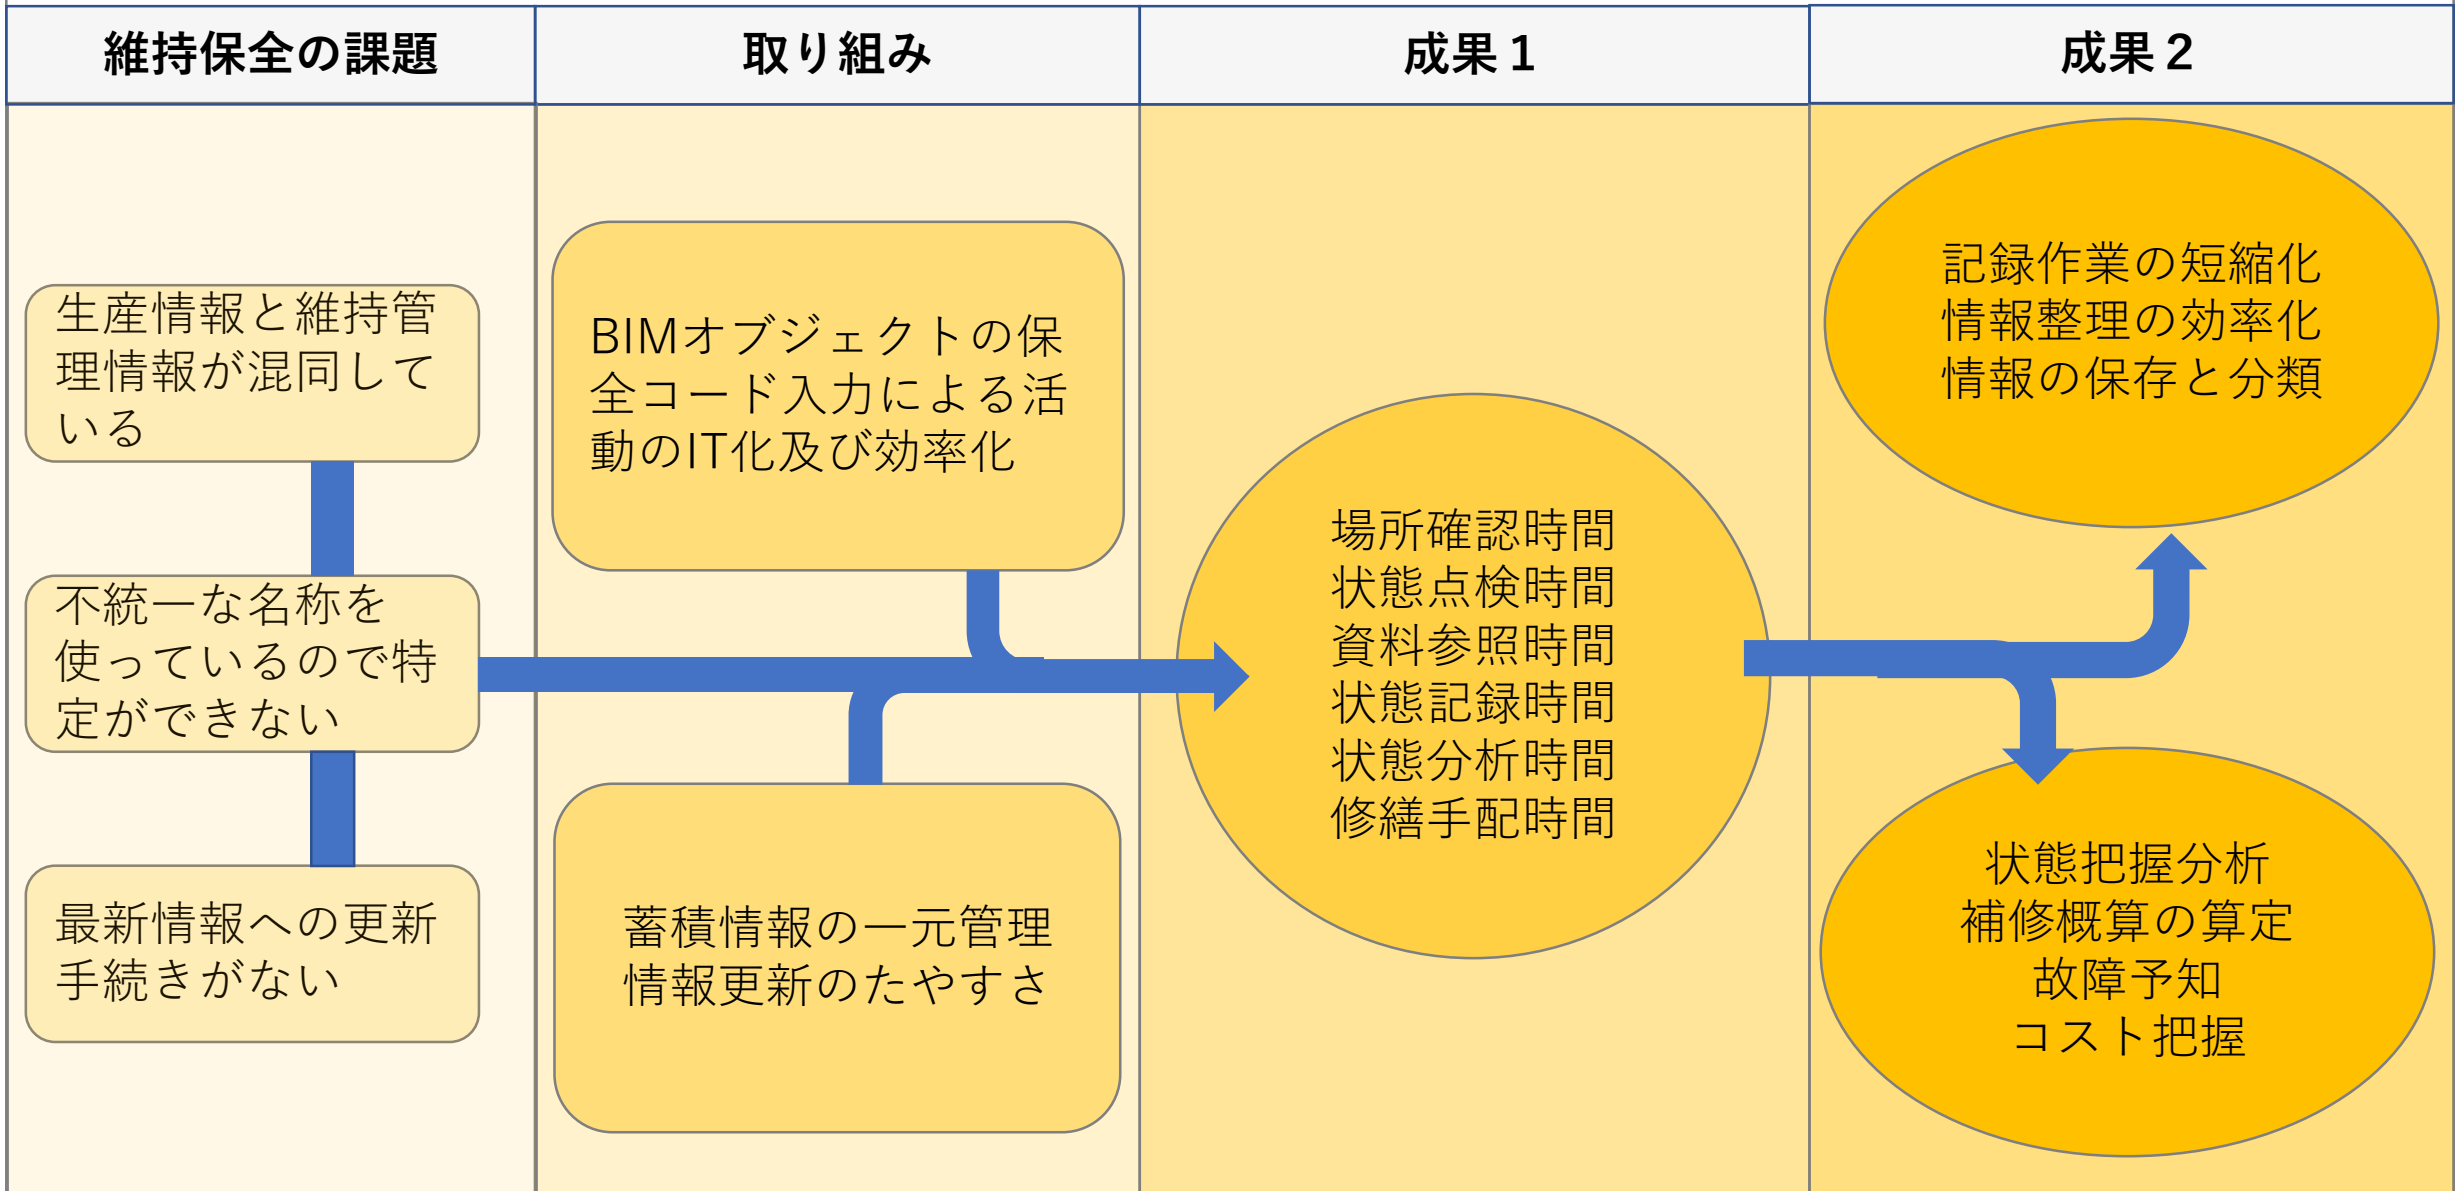 維持保全の課題
取り組み
成果１
成果２
生産情報と維持管
理情報が混同して
いる
不統一な名称を
使っているので特
定ができない
最新情報への更新
手続きがない
BIMオブジェクトの保
全コード入力による活
動のIT化及び効率化
蓄積情報の一元管理
情報更新のたやすさ
場所確認時間
状態点検時間
資料参照時間
状態記録時間
状態分析時間
修繕手配時間
記録作業の短縮化
情報整理の効率化
情報の保存と分類
状態把握分析
補修概算の算定
故障予知
コスト把握